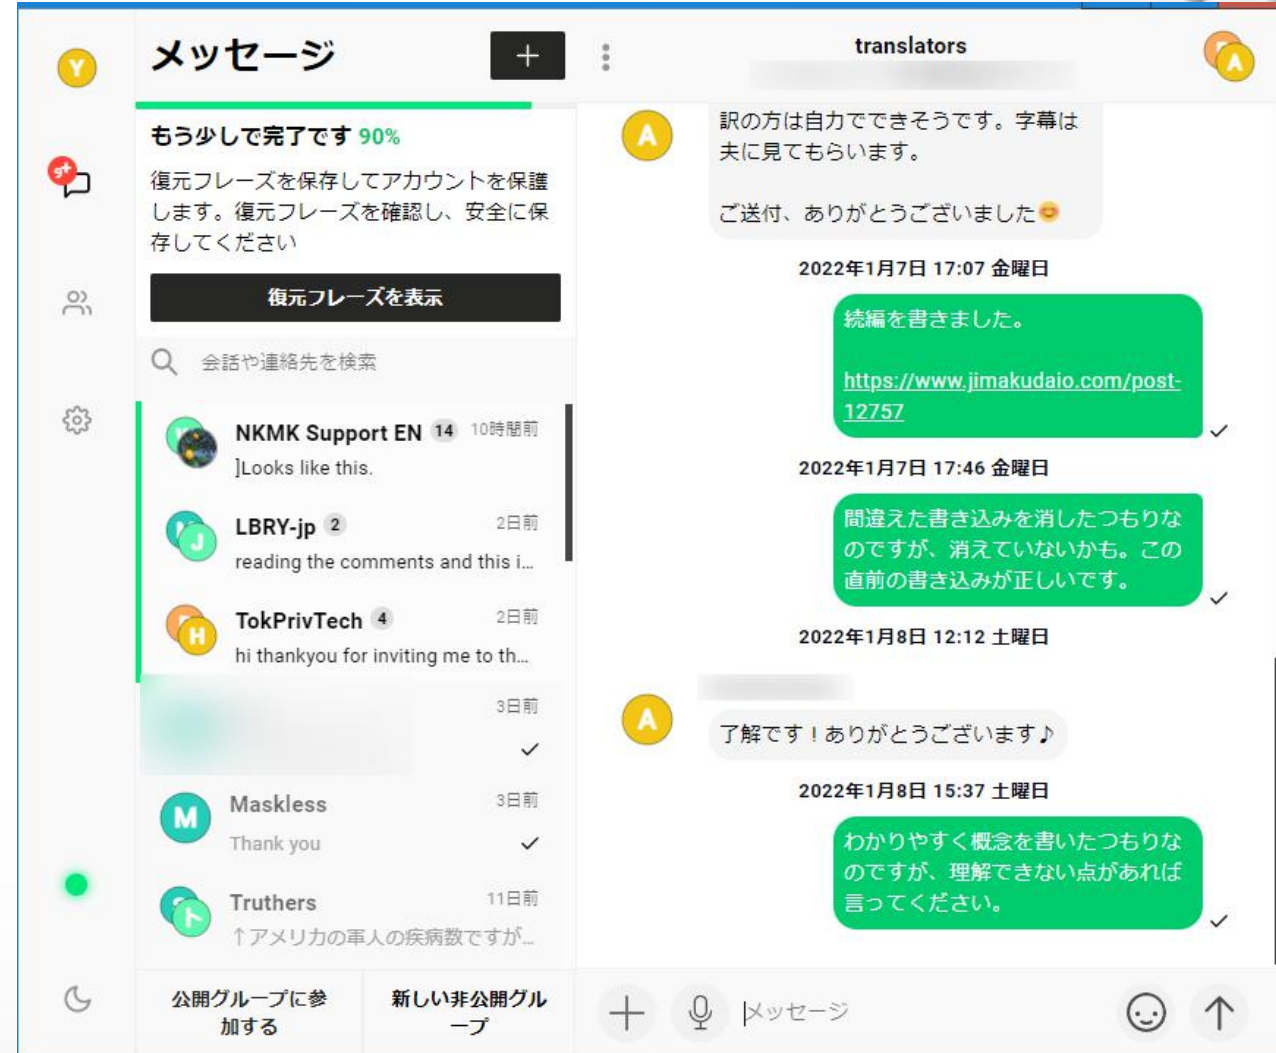 Y
9+
メッセージ
+
もう少しで完了です 90%
復元フレーズを保存してアカウントを保護
します。復元フレーズを確認し、安全に保
存してください
復元フレーズを表示
会話や連絡先を検索
NKMK Support EN 14 10時間前
]Looks like this.
J
LBRY-jp 2 2日前
reading the comments and this i...
H
TokPrivTech 4 2日前
hi thankyou for inviting me to th...
3日前
M
Maskless 3日前
Thank you
ト
Truthers 11日前
↑アメリカの軍人の疾病数ですが...
公開グループに参
加する
新しい非公開グル
ープ
translators
A
A
訳の方は自力でできそうです。字幕は
夫に見てもらいます。
ご送付、ありがとうございました😊
2022年1月7日 17:07 金曜日
続編を書きました。
https://www.jimakudaio.com/post-
12757
2022年1月7日 17:46 金曜日
間違えた書き込みを消したつもりな
のですが、消えていないかも。この
直前の書き込みが正しいです。
2022年1月8日 12:12 土曜日
A
了解です！ありがとうございます♪
2022年1月8日 15:37 土曜日
わかりやすく概念を書いたつもりな
のですが、理解できない点があれば
言ってください。
メッセージ